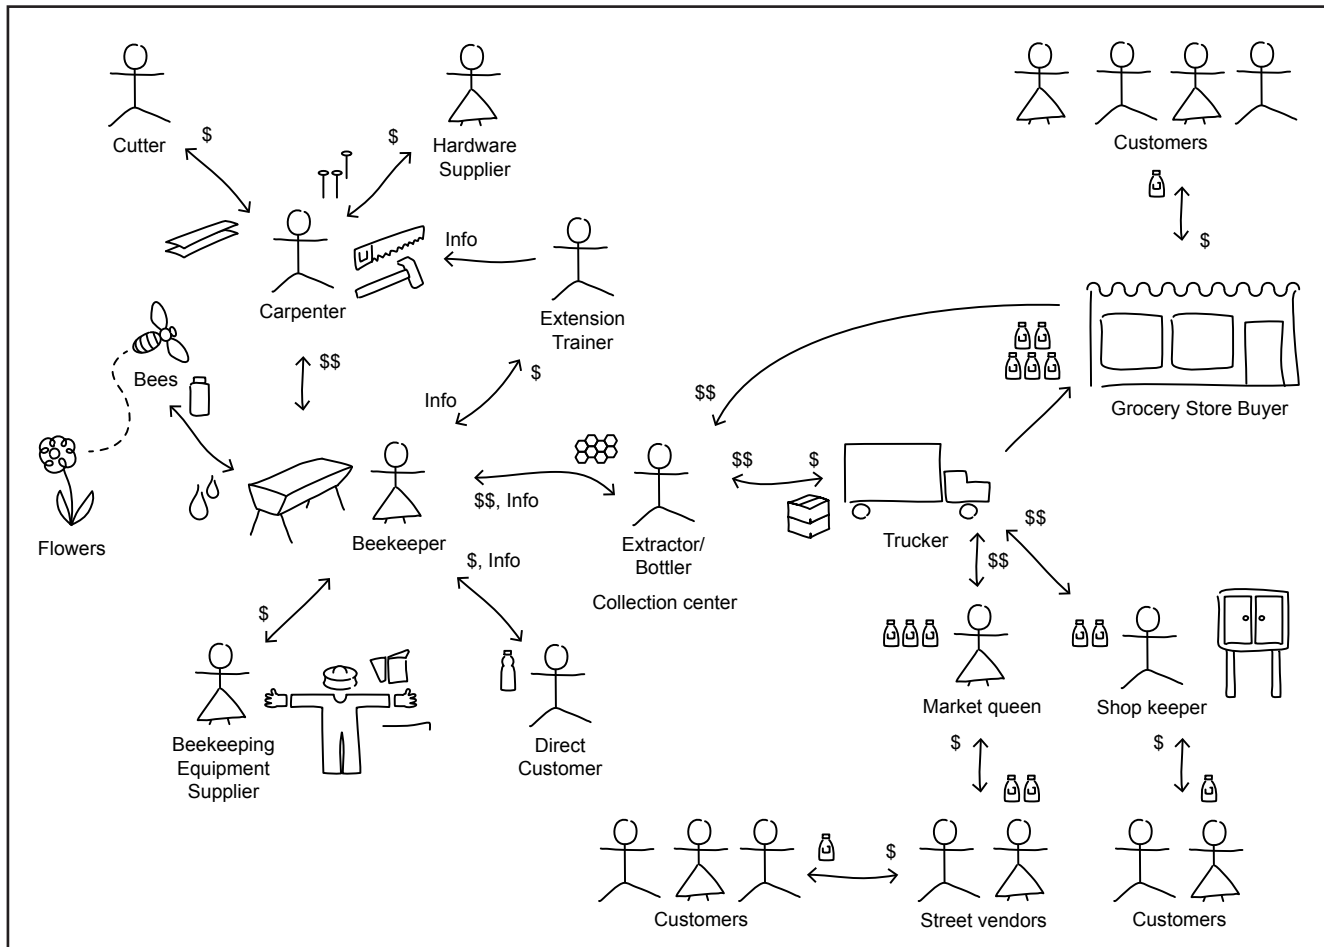 Cutter
$
$
Hardware
Supplier
Customers
$
Carpenter
Info
Extension
Trainer
Bees
$$
$
Info
$$
Grocery Store Buyer
Flowers
Beekeeper
$$, Info
Extractor/
Bottler
Collection center
$$
$
Trucker
$$
$$
$, Info
$
Beekeeping
Equipment
Supplier
Direct
Customer
Market queen
Shop keeper
$
$
$
Customers
Street vendors
Customers